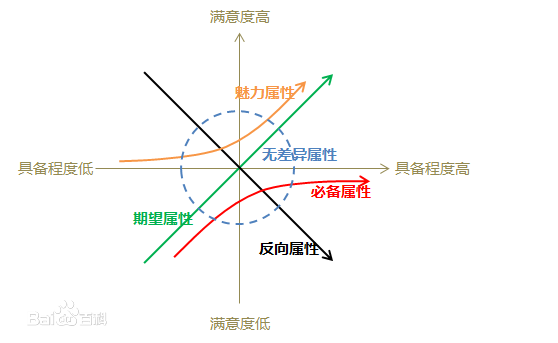 满意度高
魅力属性
无差异属性
具备程度低
具备程度高
必备属性
期望属性
反向属性
Baidu百科
满意度低